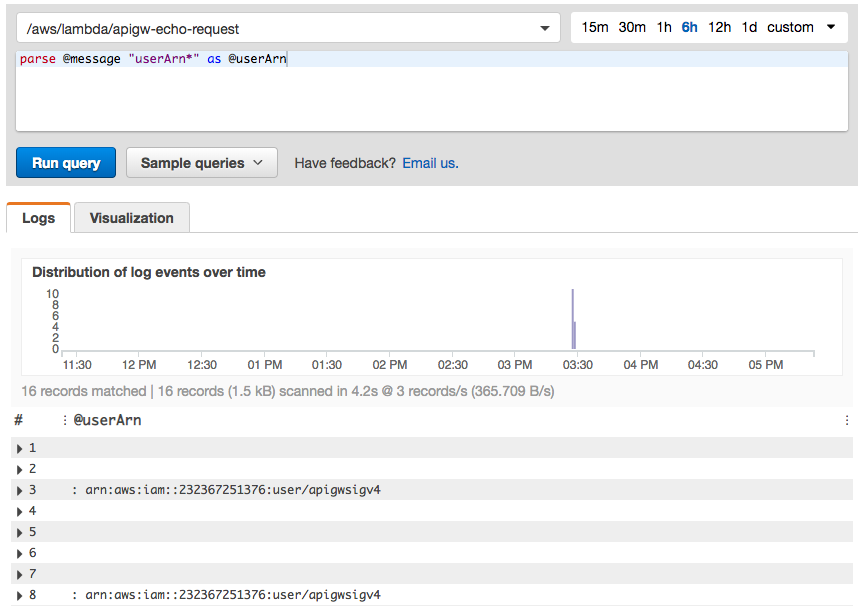 /aws/lambda/apigw-echo-request
15m 30m 1h 6h 12h 1d custom
parse @message "userArn*" as @userArn
Run query Sample queries Have feedback? Email us.
Logs Visualization
Distribution of log events over time
10
8
6
4
2
0
11:30 12 PM 12:30 01 PM 01:30 02 PM 02:30 03 PM 03:30 04 PM 04:30 05 PM
16 records matched | 16 records (1.5 kB) scanned in 4.2s @ 3 records/s (365.709 B/s)
# @userArn
1
2
3 : arn:aws:iam::232367251376:user/apigwsigv4
4
5
6
7
8 : arn:aws:iam::232367251376:user/apigwsigv4